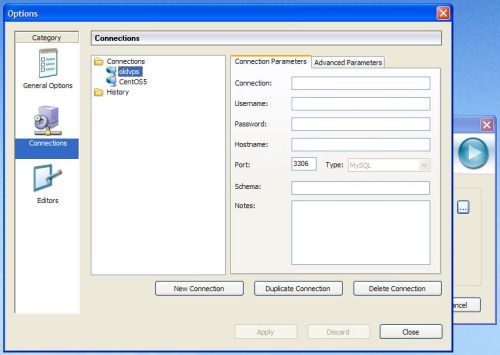 Options
Category
General Options
Connections
Editors
Connections
Connections
oldvps
CentOS5
History
Connection Parameters
Advanced Parameters
Connection:
Username:
Password:
Hostname:
Port:
3306
Type:
MySQL
Schema:
Notes:
New Connection
Duplicate Connection
Delete Connection
Apply
Discard
Close
...
ncel